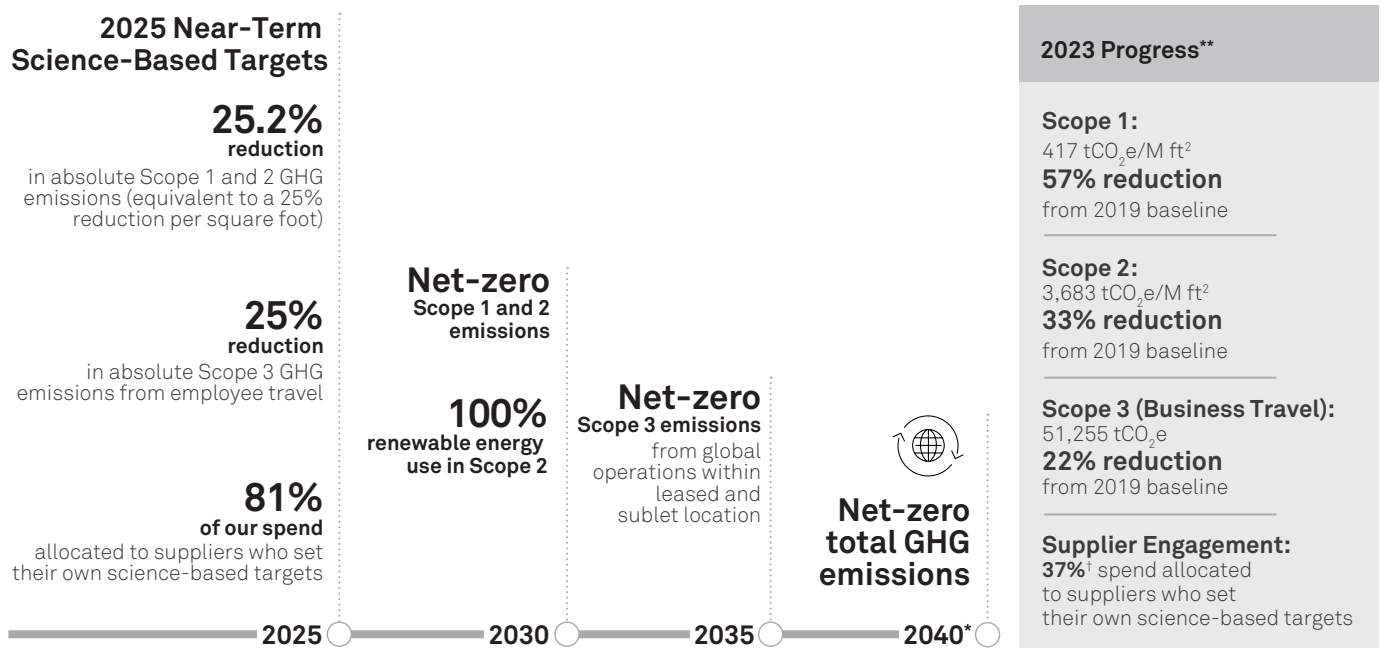 2025 Near-Term
Science-Based Targets
25.2%
reduction
in absolute Scope 1 and 2 GHG
emissions (equivalent to a 25%
reduction per square foot)
25%
reduction
in absolute Scope 3 GHG
emissions from employee travel
81%
of our spend
allocated to suppliers who set
their own science-based targets
2025
Net-zero
Scope 1 and 2
emissions
100%
renewable energy
use in Scope 2
2030
Net-zero
Scope 3 emissions
from global
operations within
leased and
sublet location
2035
Net-zero
total GHG
emissions
2040*
2023 Progress**
Scope 1:
417 tCO₂e/M ft²
57% reduction
from 2019 baseline
Scope 2:
3,683 tCO₂e/M ft²
33% reduction
from 2019 baseline
Scope 3 (Business Travel):
51,255 tCO₂e
22% reduction
from 2019 baseline
Supplier Engagement:
37%† spend allocated
to suppliers who set
their own science-based targets